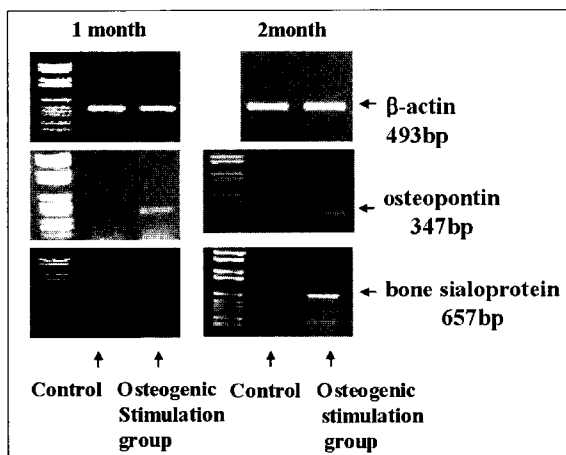 1 month 2month
β-actin
493bp
osteopontin
347bp
bone sialoprotein
657bp
Control Osteogenic Control Osteogenic
Stimulation stimulation
group group